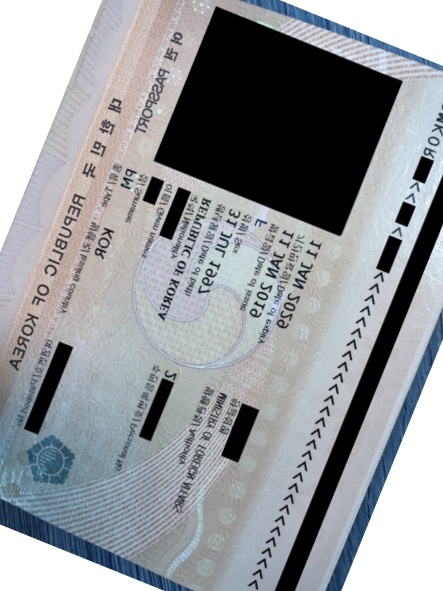 대한민국 REPUBLIC OF KOREA
여권 PASSPORT
종류/Type
발행국/Issuing country
여권번호/Passport No
PM
KOR
성/Surname
이름/Given names
국적/Nationality
REPUBLIC OF KOREA
생년월일/Date of birth
주민등록번호/Personal No
31 JUL 1997
2
성별/Sex
발행관청/Authority
F
MINISTRY OF FOREIGN AFFAIRS
발급일/Date of issue
한글성명
11 JAN 2019
기간만료일/Date of expiry
11 JAN 2029